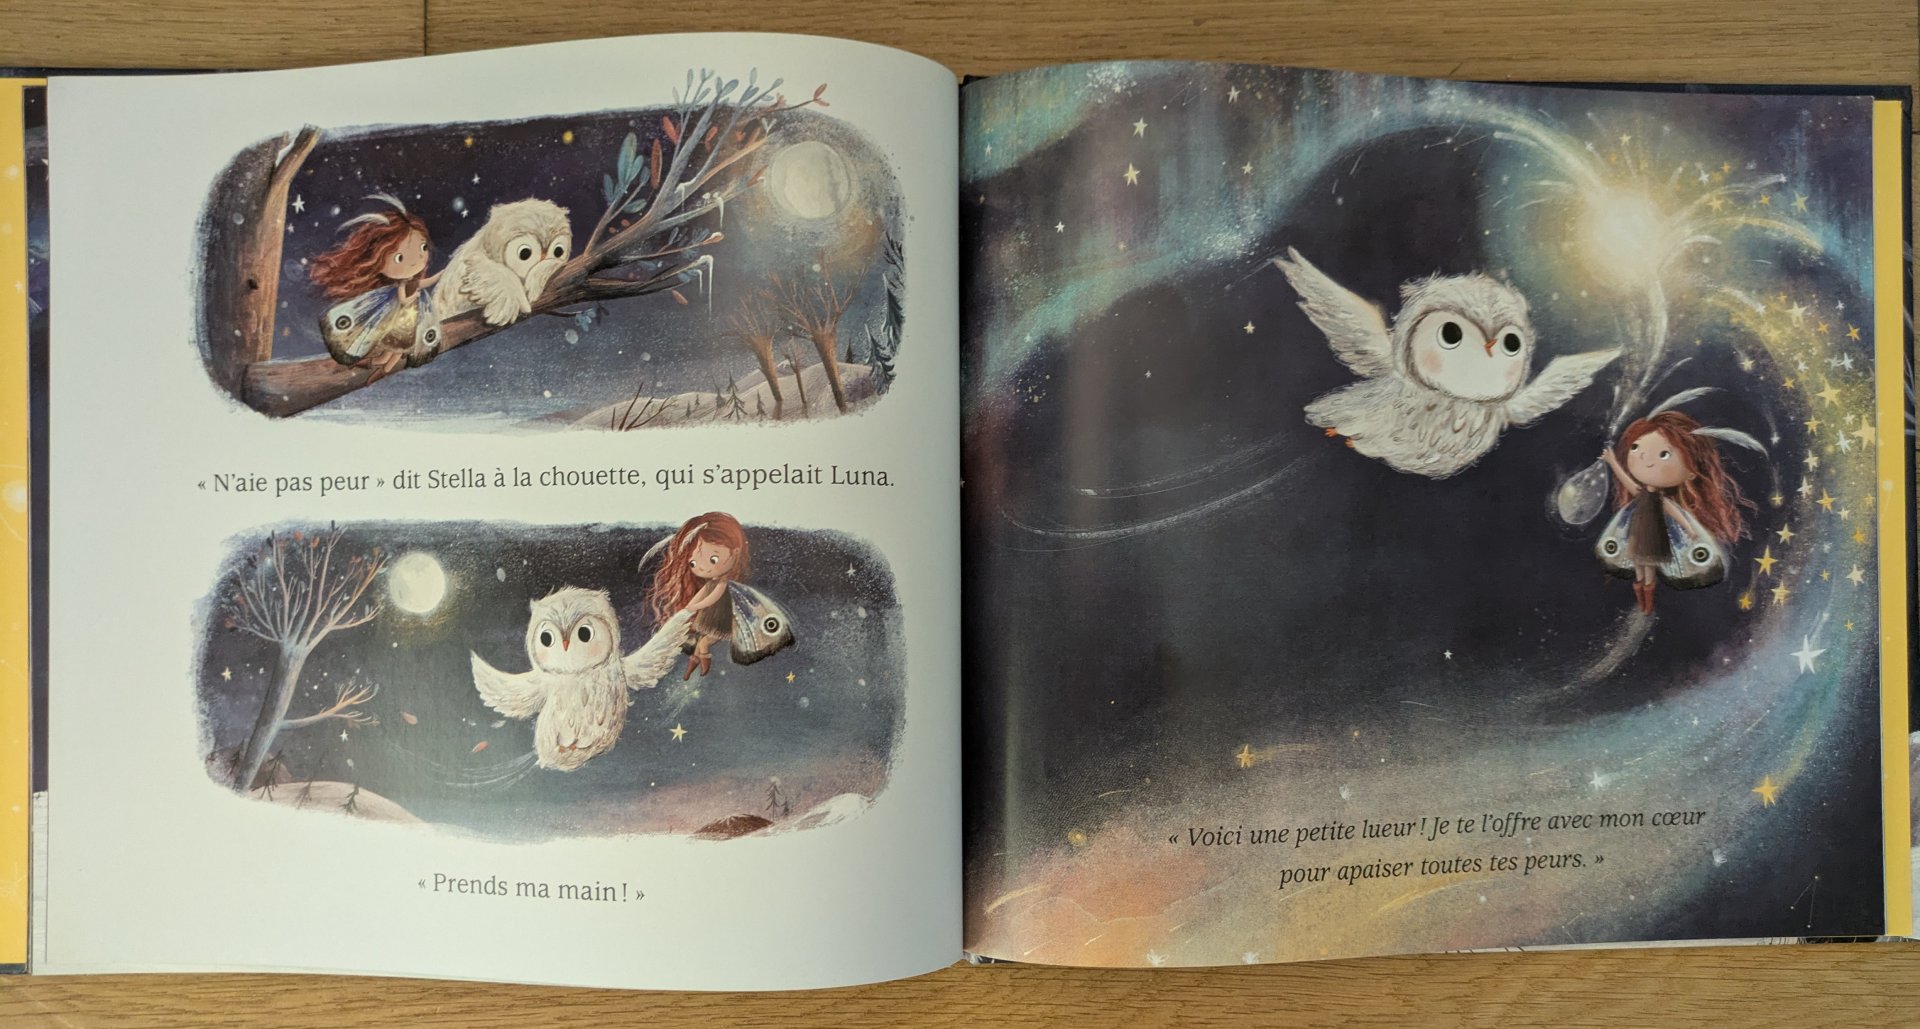 « N’aie pas peur » dit Stella à la chouette, qui s’appelait Luna.
« Prends ma main ! »
« Voici une petite lueur ! Je te l’offre avec mon cœur
pour apaiser toutes tes peurs. »